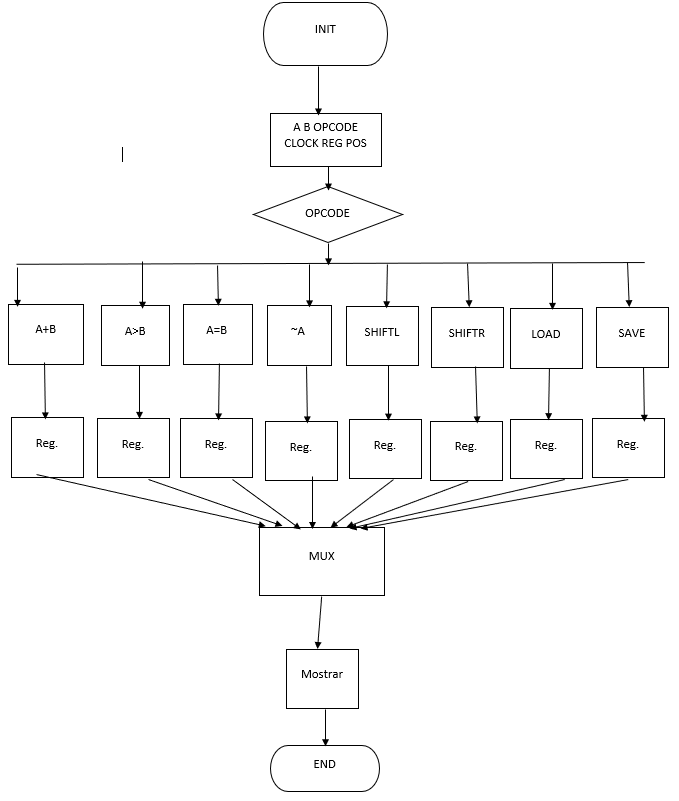 INIT
A B OPCODE
CLOCK REG POS
OPCODE
A+B
A>B
A=B
~A
SHIFTL
SHIFTR
LOAD
SAVE
Reg.
Reg.
Reg.
Reg.
Reg.
Reg.
Reg.
Reg.
MUX
Mostrar
END